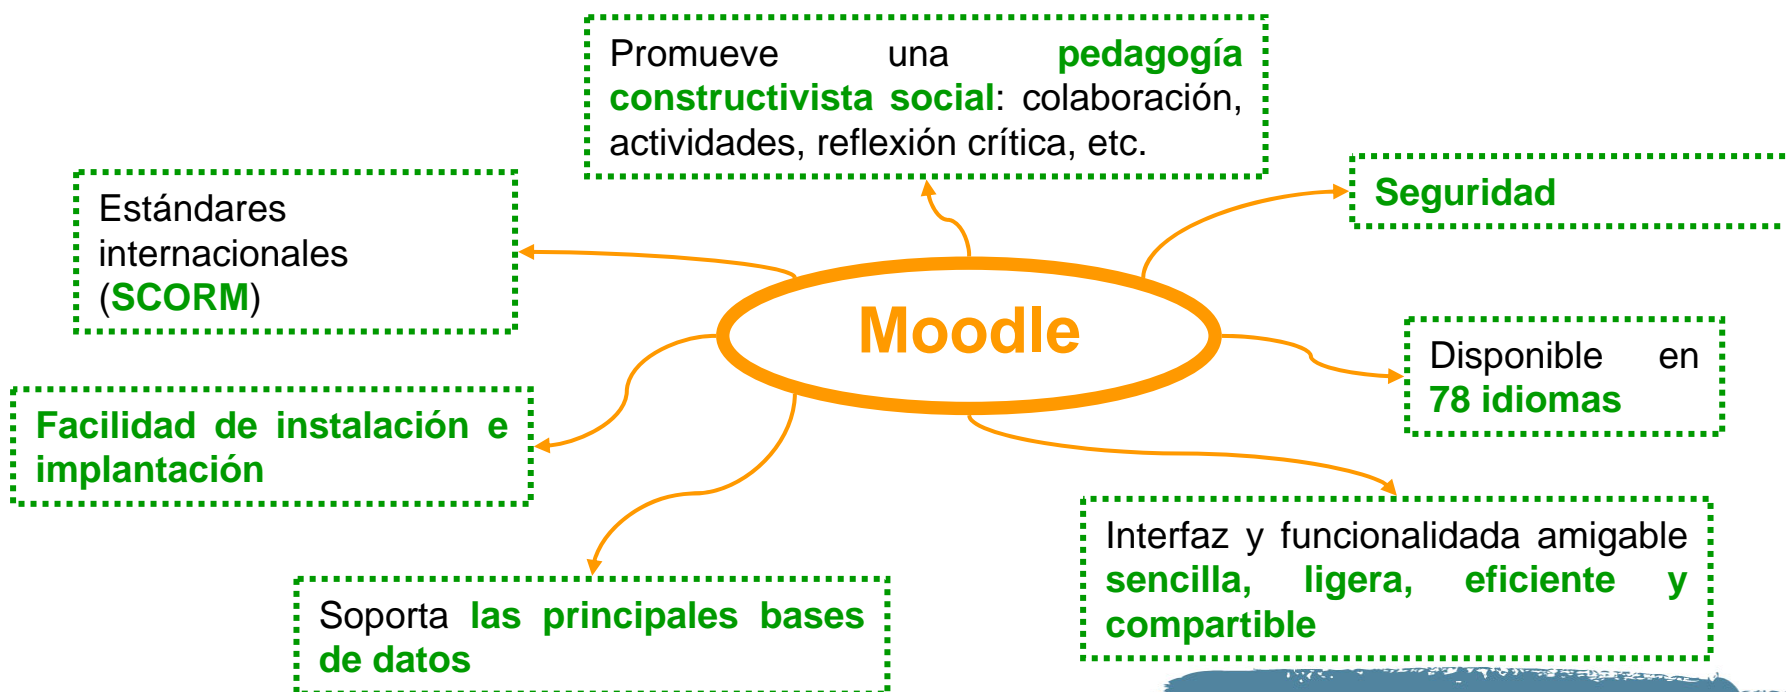 Promueve una pedagogía
constructivista social: colaboración,
actividades, reflexión crítica, etc.
Seguridad
Estándares
internacionales
(SCORM)
Moodle
Disponible en
78 idiomas
Facilidad de instalación e
implantación
Interfaz y funcionalidada amigable
sencilla, ligera, eficiente y
compartible
Soporta las principales bases
de datos